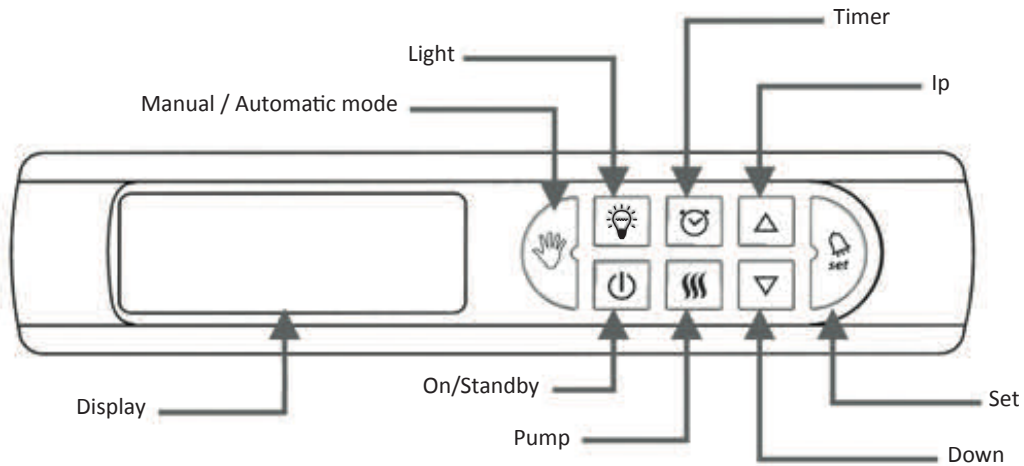 Timer
Light
Ip
Manual / Automatic mode
set
On/Standby
Display
Set
Pump
Down